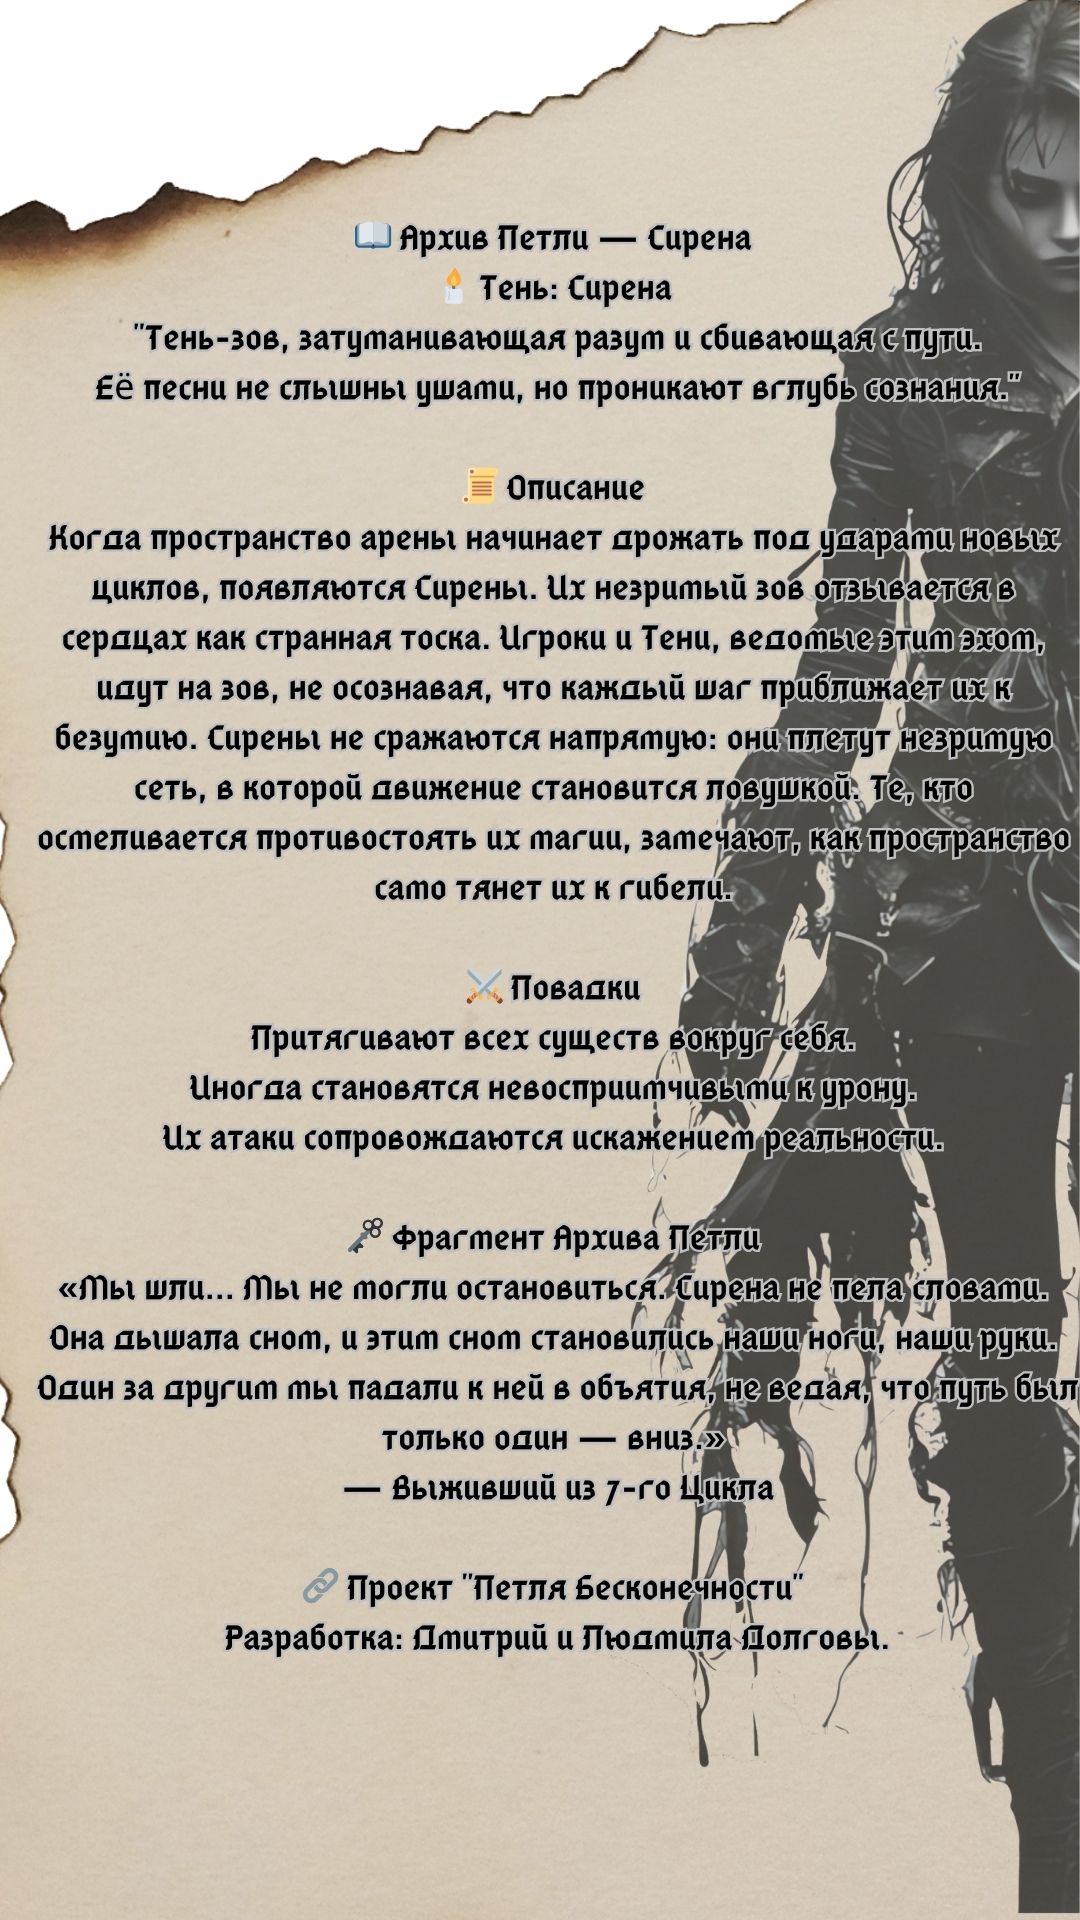 📖 Архив Петли — Сирена
🕯️ Тень: Сирена
"Тень-зов, затуманивающая разум и сбивающая с пути.
Её песни не слышны ушами, но проникают вглубь сознания."
📜 Описание
Когда пространство арены начинает дрожать под ударами новых
циклов, появляются Сирены. Их незримый зов отзывается в
сердцах как странная тоска. Игроки и Тени, ведомые этим эхом,
идут на зов, не осознавая, что каждый шаг приближает их к
безумию. Сирены не сражаются напрямую: они плетут незримую
сеть, в которой движение становится ловушкой. Те, кто
осмеливается противостоять их магии, замечают, как пространство
само тянет их к гибели.
⚔️ Повадки
Притягивают всех существ вокруг себя.
Иногда становятся невосприимчивыми к урону.
Их атаки сопровождаются искажением реальности.
🗝️ Фрагмент Архива Петли
«Мы шли... Мы не могли остановиться. Сирена не пела словами.
Она дышала сном, и этим сном становились наши ноги, наши руки.
Один за другим мы падали к ней в объятия, не ведая, что путь был
только один — вниз.»
— Выживший из 7-го Цикла
🔗 Проект "Петля Бесконечности"
Разработка: Дмитрий и Людмила Долговы.